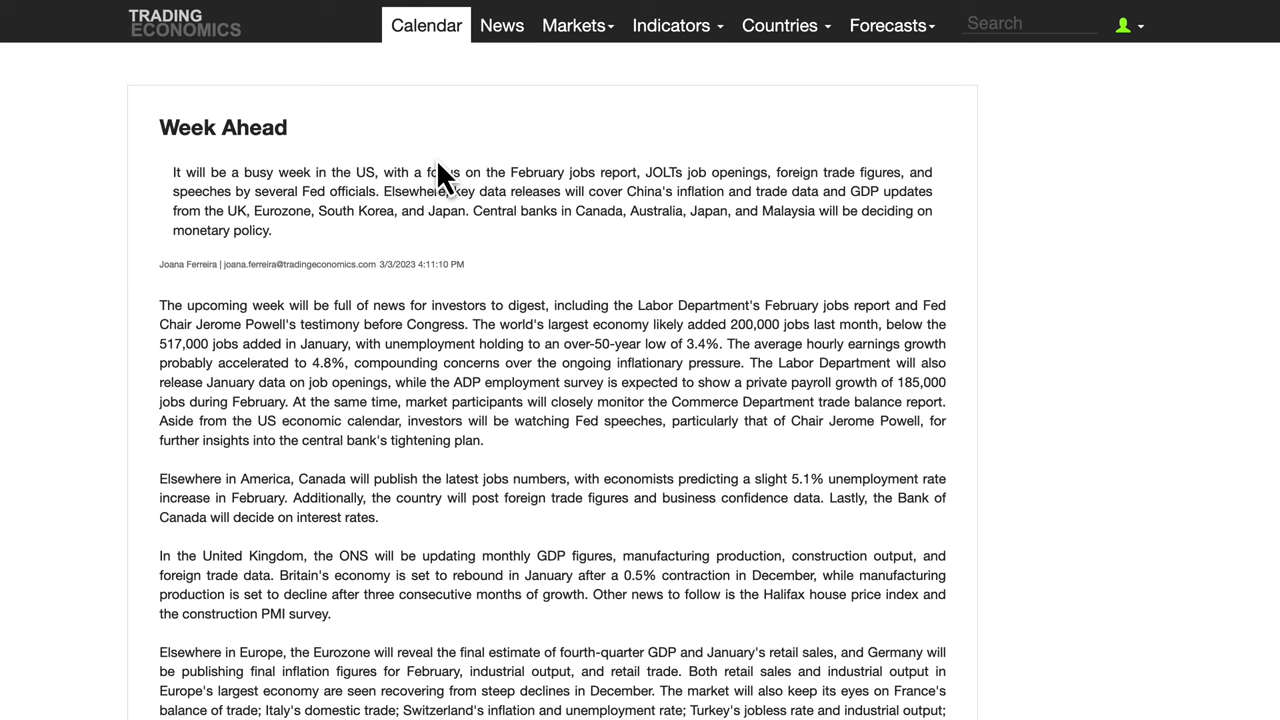 TRADING
ECONOMICS
Calendar News Markets Indicators Countries Forecasts Search
Week Ahead
It will be a busy week in the US, with a focus on the February jobs report, JOLTs job openings, foreign trade figures, and
speeches by several Fed officials. Elsewhere, key data releases will cover China's inflation and trade data and GDP updates
from the UK, Eurozone, South Korea, and Japan. Central banks in Canada, Australia, Japan, and Malaysia will be deciding on
monetary policy.
Joana Ferreira | joana.ferreira@tradingeconomics.com 3/3/2023 4:11:10 PM
The upcoming week will be full of news for investors to digest, including the Labor Department's February jobs report and Fed
Chair Jerome Powell's testimony before Congress. The world's largest economy likely added 200,000 jobs last month, below the
517,000 jobs added in January, with unemployment holding to an over-50-year low of 3.4%. The average hourly earnings growth
probably accelerated to 4.8%, compounding concerns over the ongoing inflationary pressure. The Labor Department will also
release January data on job openings, while the ADP employment survey is expected to show a private payroll growth of 185,000
jobs during February. At the same time, market participants will closely monitor the Commerce Department trade balance report.
Aside from the US economic calendar, investors will be watching Fed speeches, particularly that of Chair Jerome Powell, for
further insights into the central bank's tightening plan.
Elsewhere in America, Canada will publish the latest jobs numbers, with economists predicting a slight 5.1% unemployment rate
increase in February. Additionally, the country will post foreign trade figures and business confidence data. Lastly, the Bank of
Canada will decide on interest rates.
In the United Kingdom, the ONS will be updating monthly GDP figures, manufacturing production, construction output, and
foreign trade data. Britain's economy is set to rebound in January after a 0.5% contraction in December, while manufacturing
production is set to decline after three consecutive months of growth. Other news to follow is the Halifax house price index and
the construction PMI survey.
Elsewhere in Europe, the Eurozone will reveal the final estimate of fourth-quarter GDP and January's retail sales, and Germany will
be publishing final inflation figures for February, industrial output, and retail trade. Both retail sales and industrial output in
Europe's largest economy are seen recovering from steep declines in December. The market will also keep its eyes on France's
balance of trade; Italy's domestic trade; Switzerland's inflation and unemployment rate; Turkey's jobless rate and industrial output;